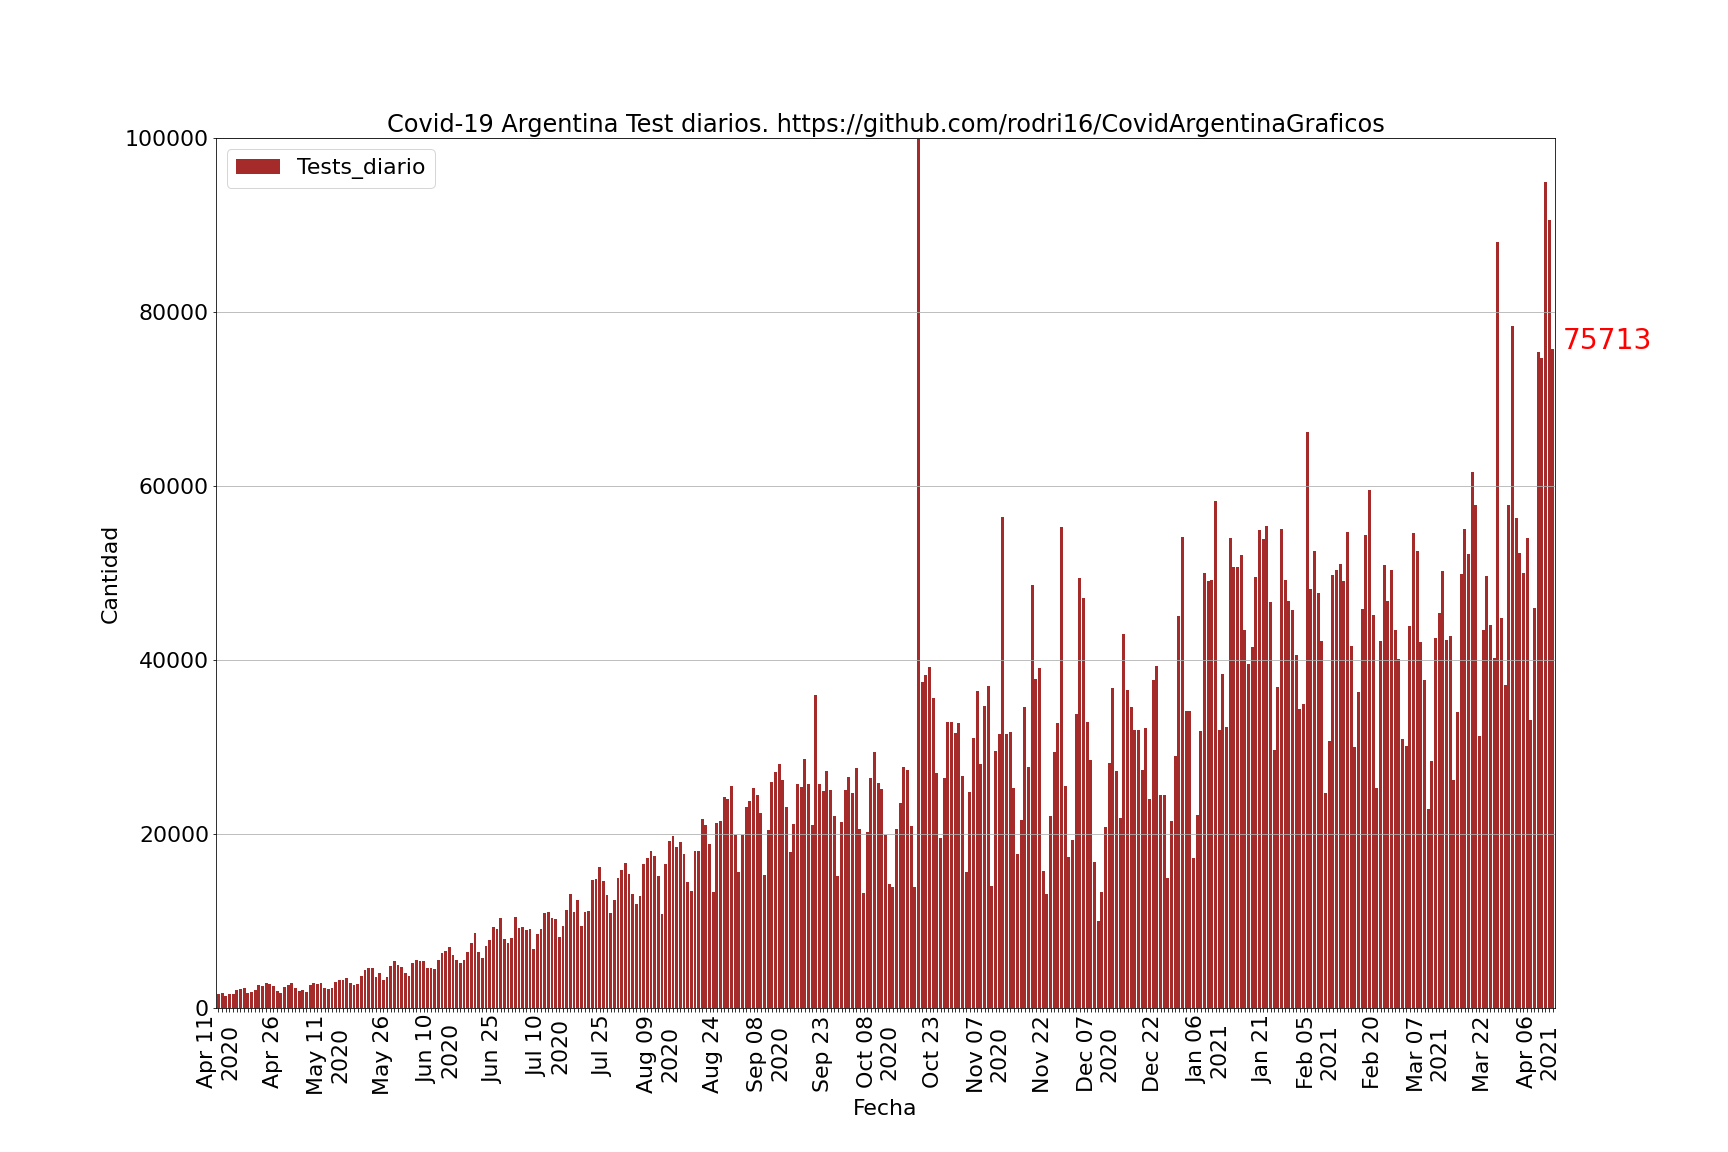 Covid-19 Argentina Test diarios. https://github.com/rodri16/CovidArgentinaGraficos
Tests_diario
100000
80000
60000
40000
20000
0
Cantidad
75713
Apr 11
2020
Apr 26
May 11
2020
May 26
Jun 10
2020
Jun 25
Jul 10
2020
Jul 25
Aug 09
2020
Aug 24
Sep 08
2020
Sep 23
Oct 08
2020
Oct 23
Nov 07
2020
Nov 22
Dec 07
2020
Dec 22
Jan 06
2021
Jan 21
Feb 05
2021
Feb 20
Mar 07
2021
Mar 22
Apr 06
2021
Fecha